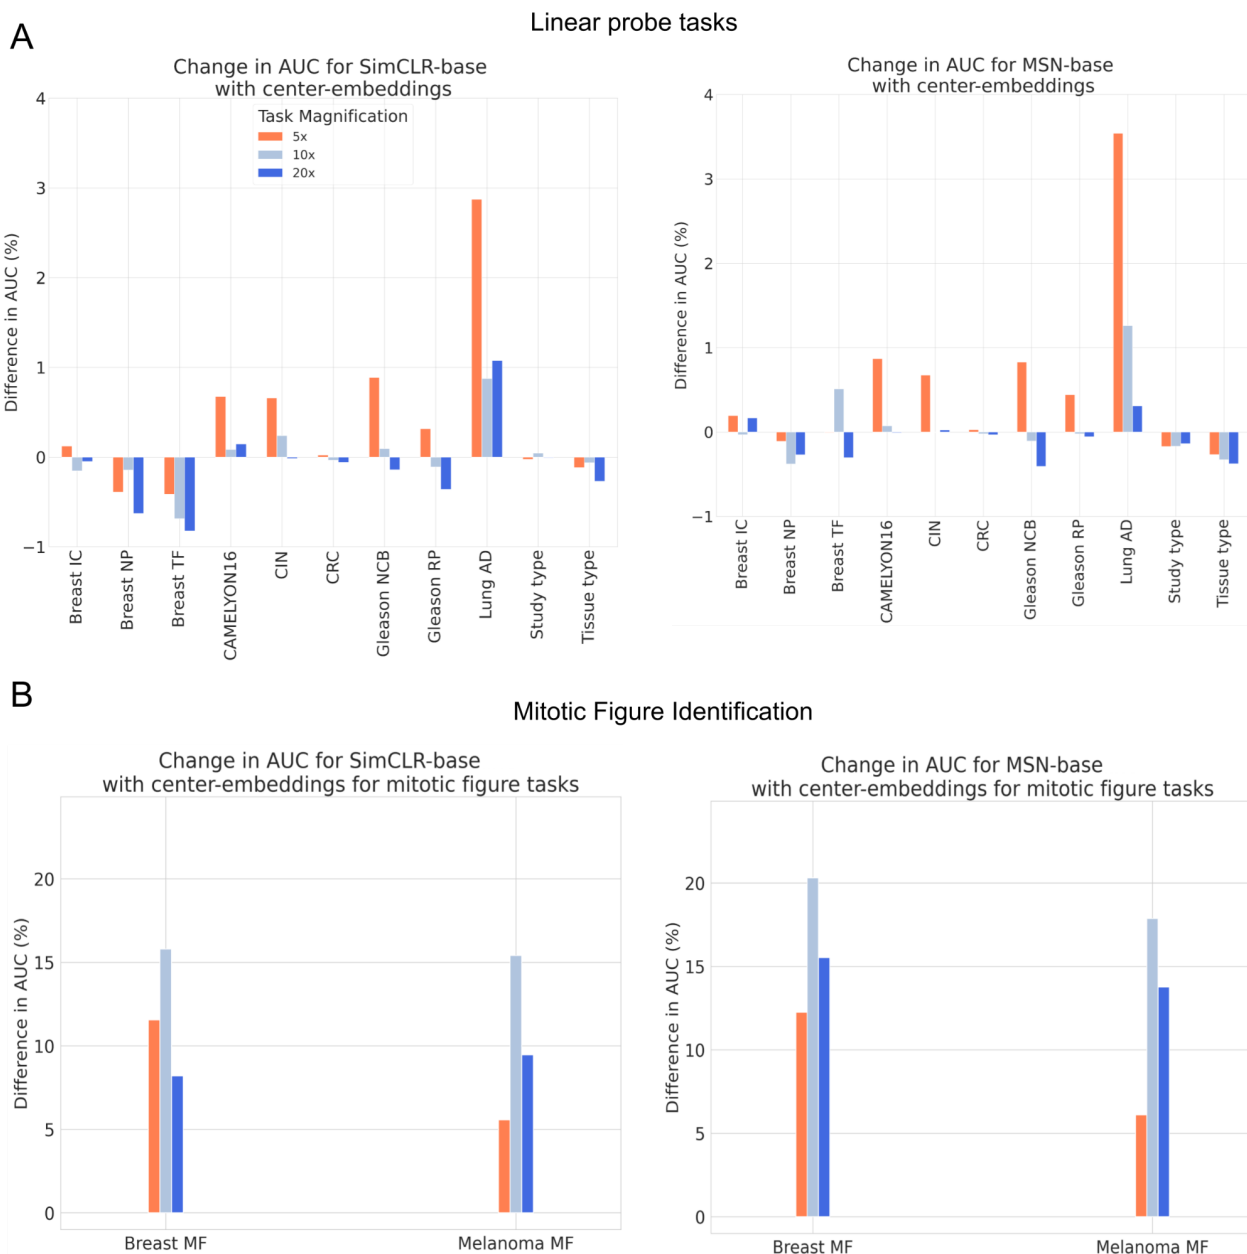 A
Linear probe tasks
Change in AUC for SimCLR-base
with center-embeddings
Task Magnification
5x
10x
20x
Difference in AUC (%)
4
3
2
1
0
−1
Breast IC
Breast NP
Breast TF
CAMELYON16
CIN
CRC
Gleason NCB
Gleason RP
Lung AD
Study type
Tissue type
Change in AUC for MSN-base
with center-embeddings
Difference in AUC (%)
4
3
2
1
0
−1
Breast IC
Breast NP
Breast TF
CAMELYON16
CIN
CRC
Gleason NCB
Gleason RP
Lung AD
Study type
Tissue type
B
Mitotic Figure Identification
Change in AUC for SimCLR-base
with center-embeddings for mitotic figure tasks
Difference in AUC (%)
20
15
10
5
0
Breast MF
Melanoma MF
Change in AUC for MSN-base
with center-embeddings for mitotic figure tasks
Difference in AUC (%)
20
15
10
5
0
Breast MF
Melanoma MF